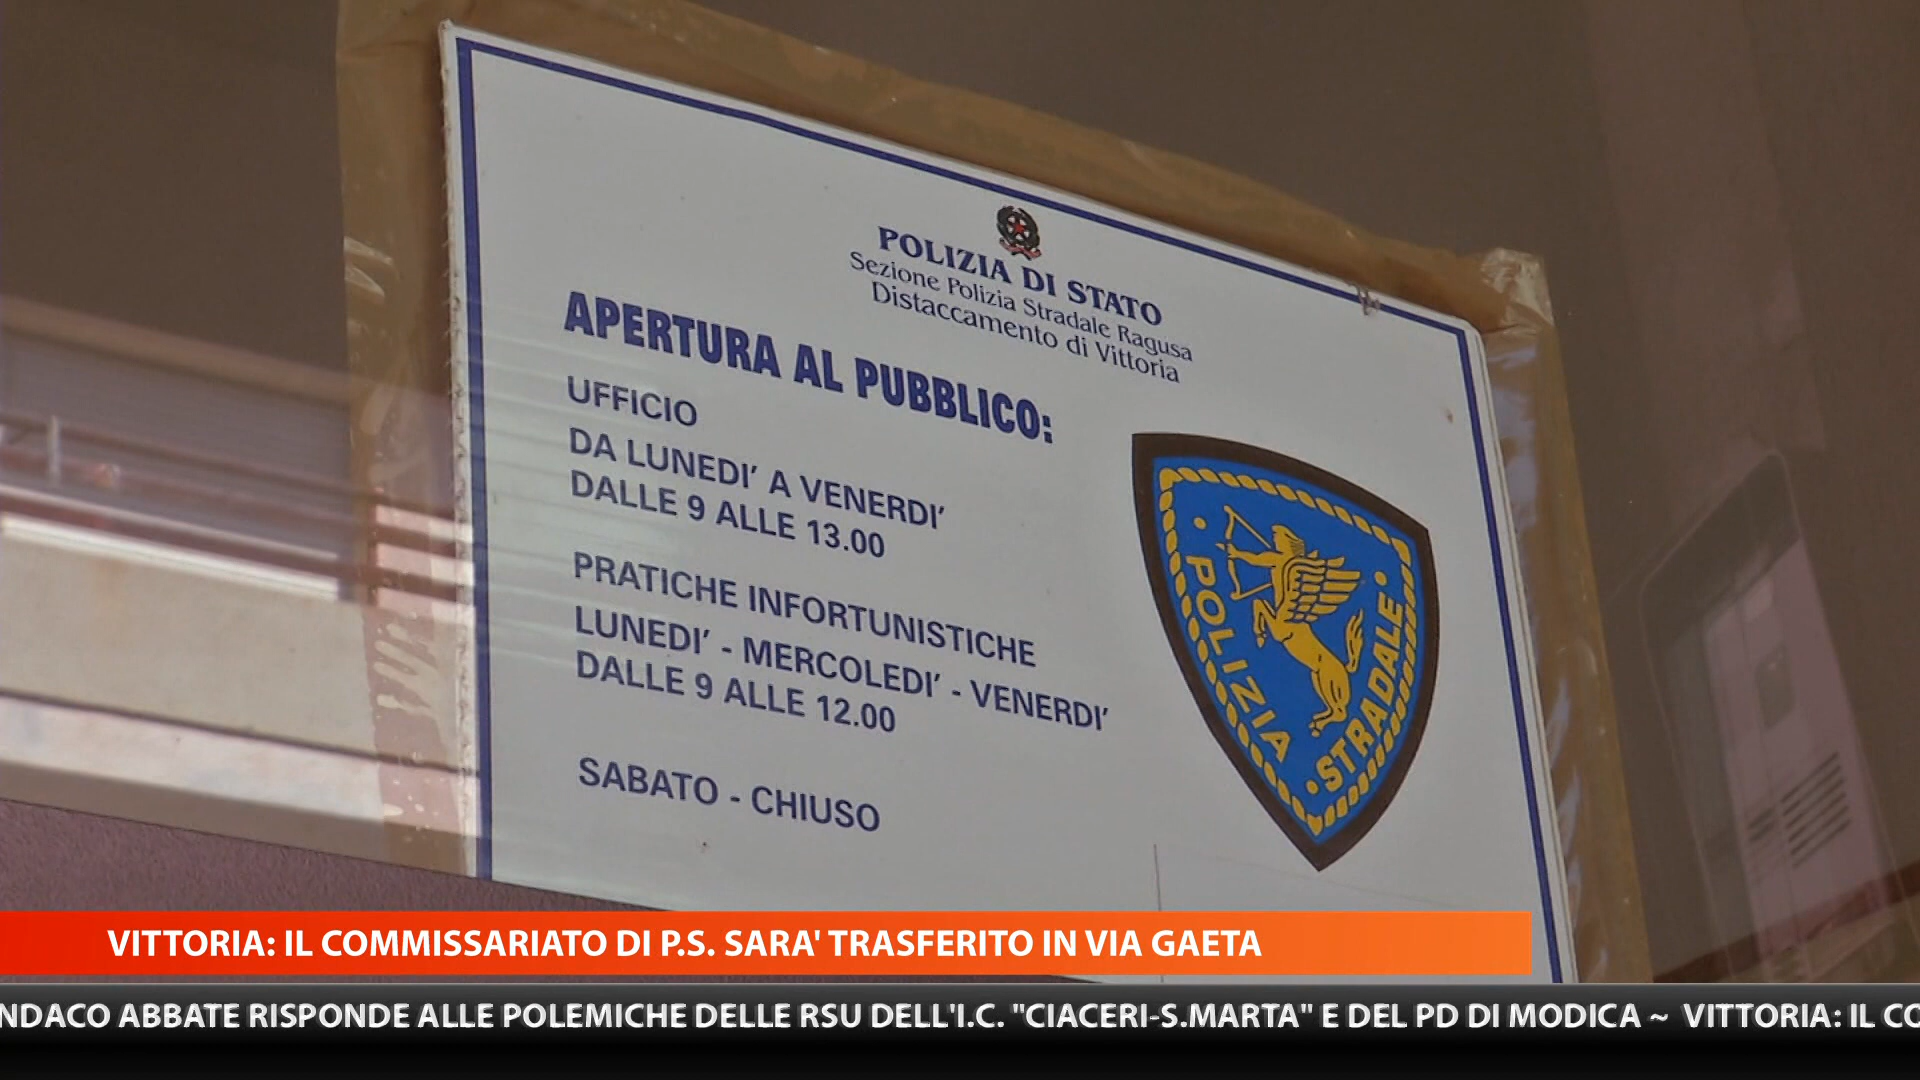 POLIZIA DI STATO
Sezione Polizia Stradale Ragusa
Distaccamento di Vittoria
APERTURA AL PUBBLICO:
UFFICIO
DA LUNEDI' A VENERDI'
DALLE 9 ALLE 13.00
PRATICHE INFORTUNISTICHE
LUNEDI' - MERCOLEDI' - VENERDI'
DALLE 9 ALLE 12.00
SABATO - CHIUSO
• POLIZIA • STRADALE •
VITTORIA: IL COMMISSARIATO DI P.S. SARA' TRASFERITO IN VIA GAETA
NDACO ABBATE RISPONDE ALLE POLEMICHE DELLE RSU DELL'I.C. "CIACERI-S.MARTA" E DEL PD DI MODICA ~ VITTORIA: IL CO